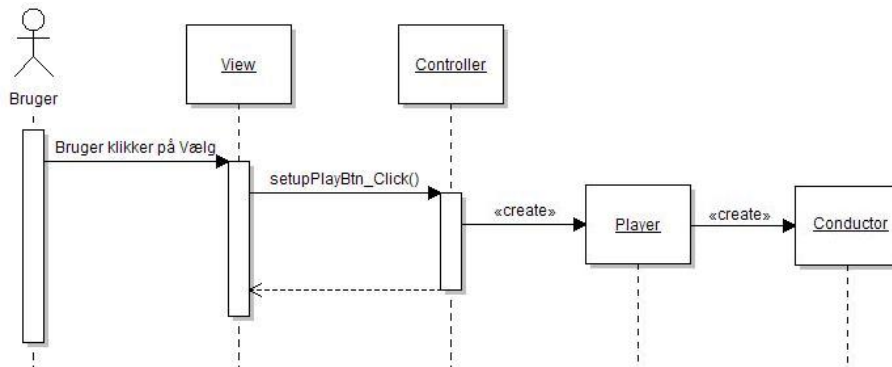 View
Controller
Bruger
Bruger klikker på Vælg
setupPlayBtn_Click()
«create»
Player
«create»
Conductor